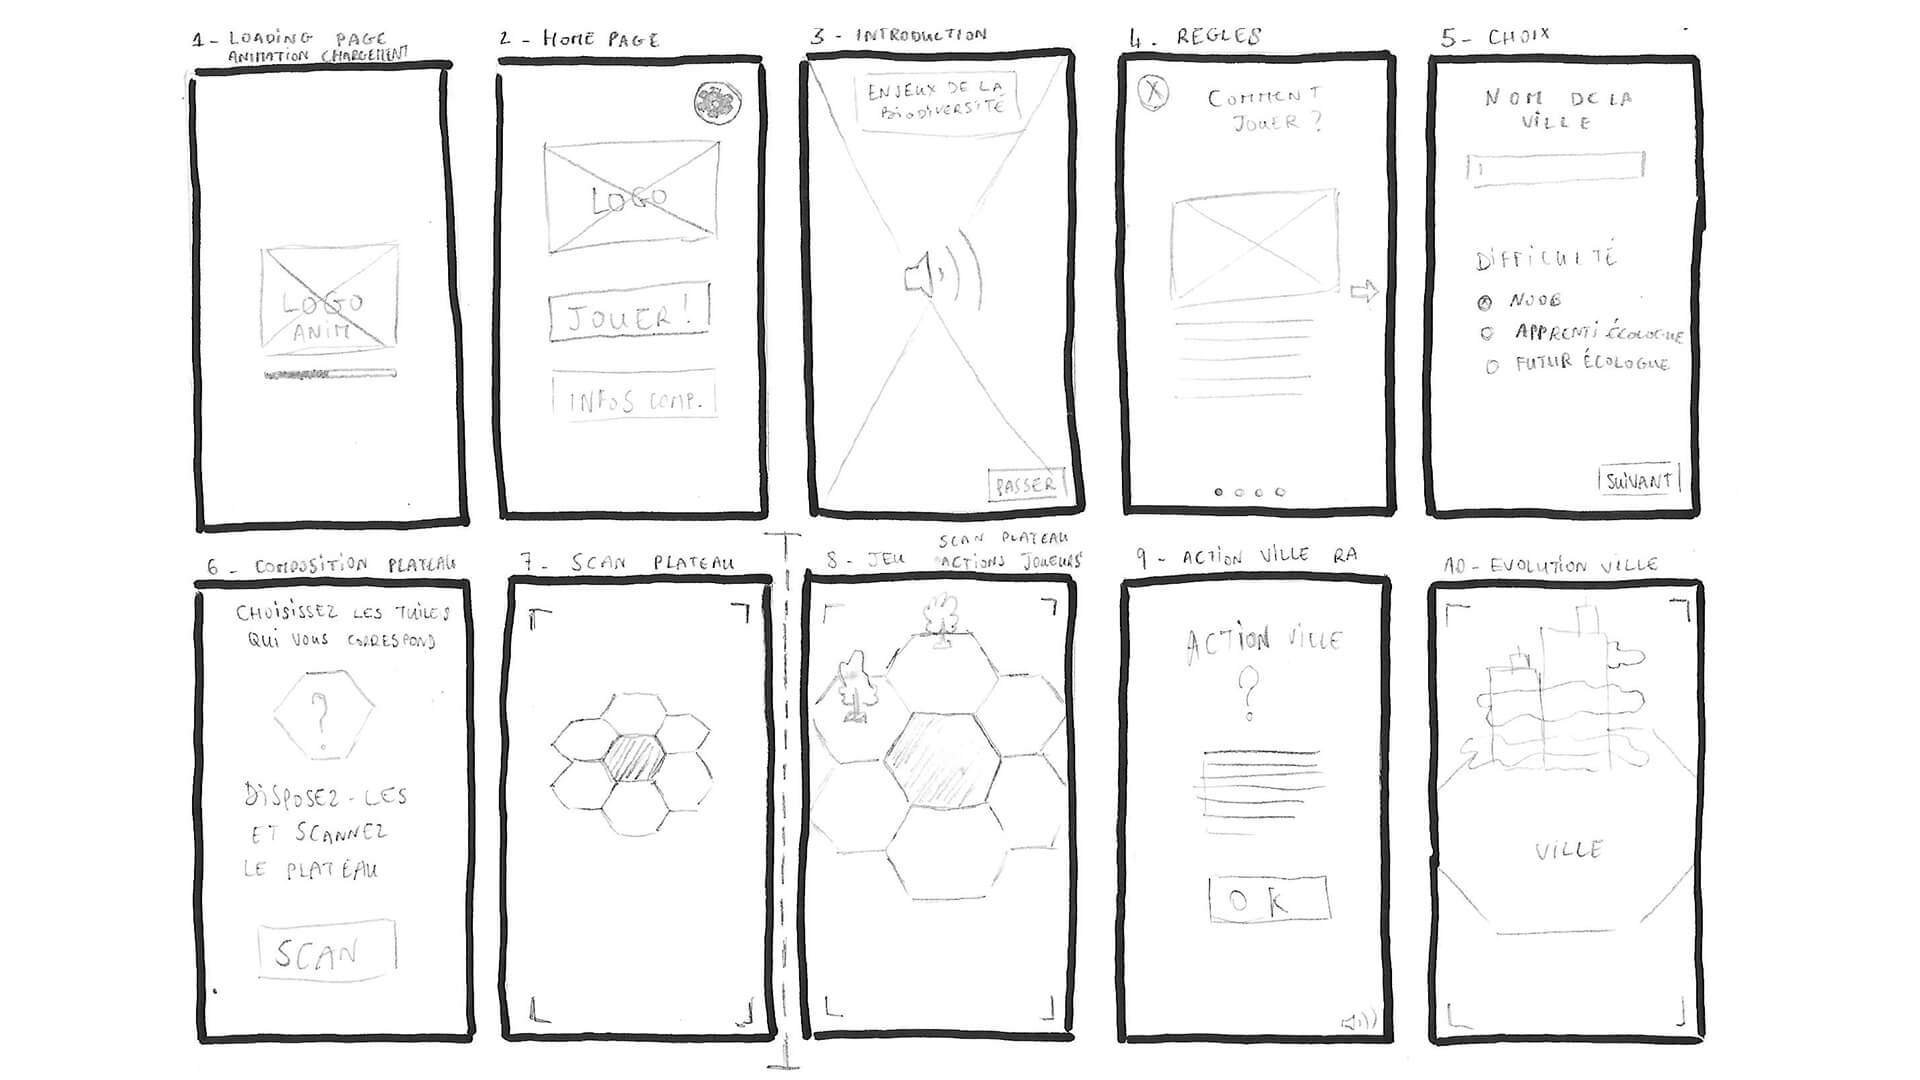 1 - LOADING PAGE
ANIMATION CHARGEMENT
LOGO
ANIM
2 - HOME PAGE
LOGO
JOUER !
INFOS COMP.
3 - INTRODUCTION
ENJEUX DE LA
BIODIVERSITÉ
PASSER
4 - REGLES
X
COMMENT
JOUER ?
5 - CHOIX
NOM DE LA
VILLE
DIFFICULTÉ
NOOB
APPRENTI ÉCOLOGUE
FUTUR ÉCOLOGUE
SUIVANT
6 - COMPOSITION PLATEAU
CHOISISSEZ LES TUILES
QUI VOUS CORRESPOND
?
DISPOSEZ-LES
ET SCANNEZ
LE PLATEAU
SCAN
7 - SCAN PLATEAU
8 - JEU
SCAN PLATEAU
ACTIONS JOUEURS
9 - ACTION VILLE RA
ACTION VILLE
?
OK
10 - EVOLUTION VILLE
VILLE